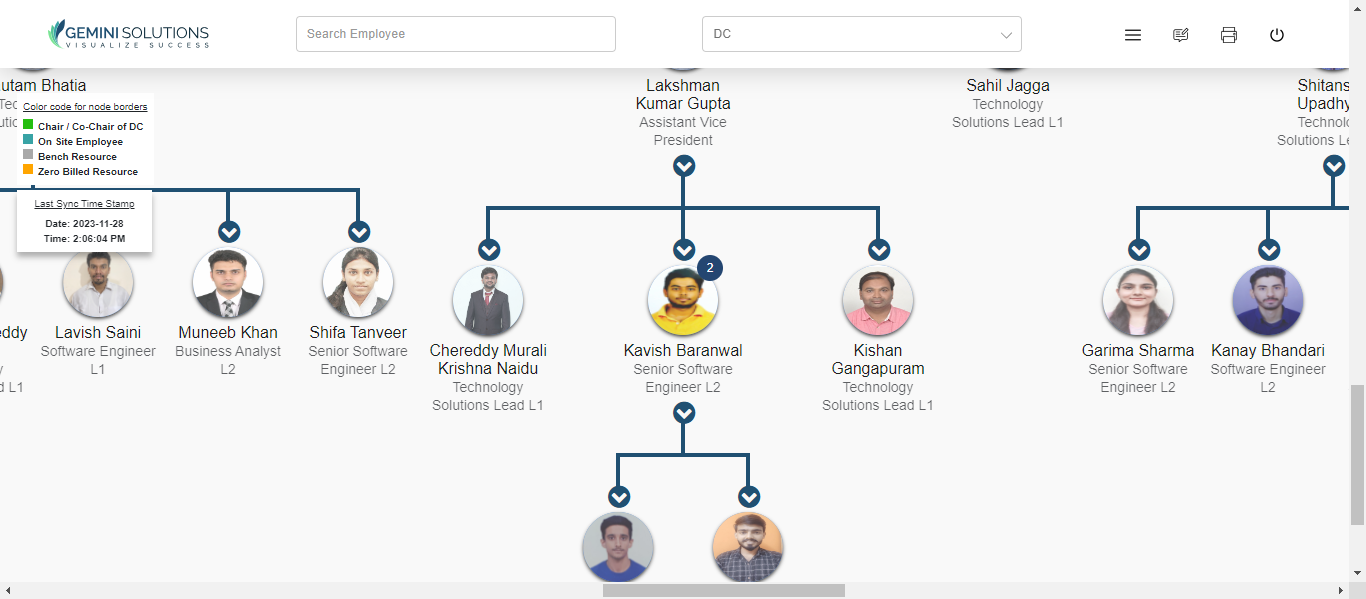 GEMINI SOLUTIONS
VISUALIZE SUCCESS
Search Employee
DC
utam Bhatia
Color code for node borders
Chair / Co-Chair of DC
On Site Employee
Bench Resource
Zero Billed Resource
Last Sync Time Stamp
Date: 2023-11-28
Time: 2:06:04 PM
Lakshman
Kumar Gupta
Assistant Vice
President
Sahil Jagga
Technology
Solutions Lead L1
Shitans
Upadhy
Technol
Solutions Le
eddy
y
d L1
Lavish Saini
Software Engineer
L1
Muneeb Khan
Business Analyst
L2
Shifa Tanveer
Senior Software
Engineer L2
Chereddy Murali
Krishna Naidu
Technology
Solutions Lead L1
2
Kavish Baranwal
Senior Software
Engineer L2
Kishan
Gangapuram
Technology
Solutions Lead L1
Garima Sharma
Senior Software
Engineer L2
Kanay Bhandari
Software Engineer
L2